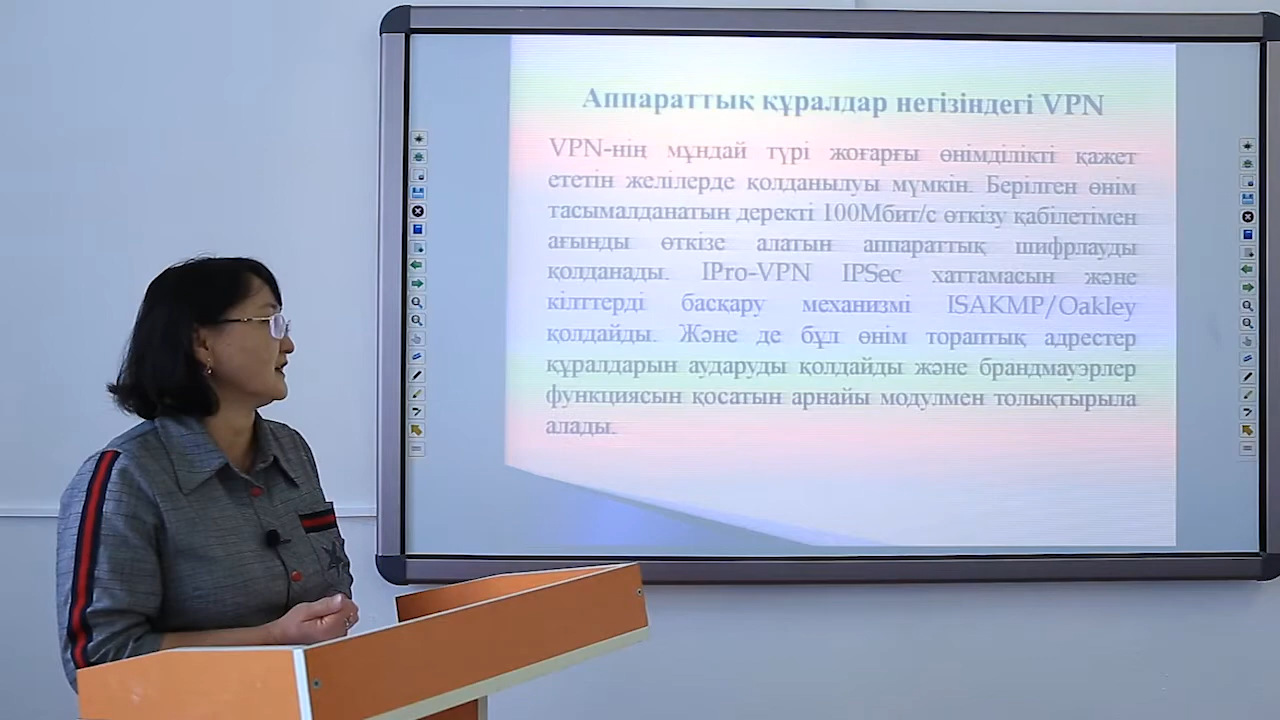 Аппараттық құралдар негізіндегі VPN
VPN-нің мұндай түрі жоғарғы өнімділікті қажет
ететін желілерде қолданылуы мүмкін. Берілген өнім
тасымалданатын деректі 100Мбит/с өткізу қабілетімен
ағынды өткізе алатын аппараттық шифрлауды
қолданады. IPro-VPN IPSec хаттамасын және
кілттерді басқару механизмі ISAKMP/Oakley
қолдайды. Және де бұл өнім тораптық адрестер
құралдарын аударуды қолдайды және брандмауэрлер
функциясын қосатын арнайы модулмен толықтырыла
алады.